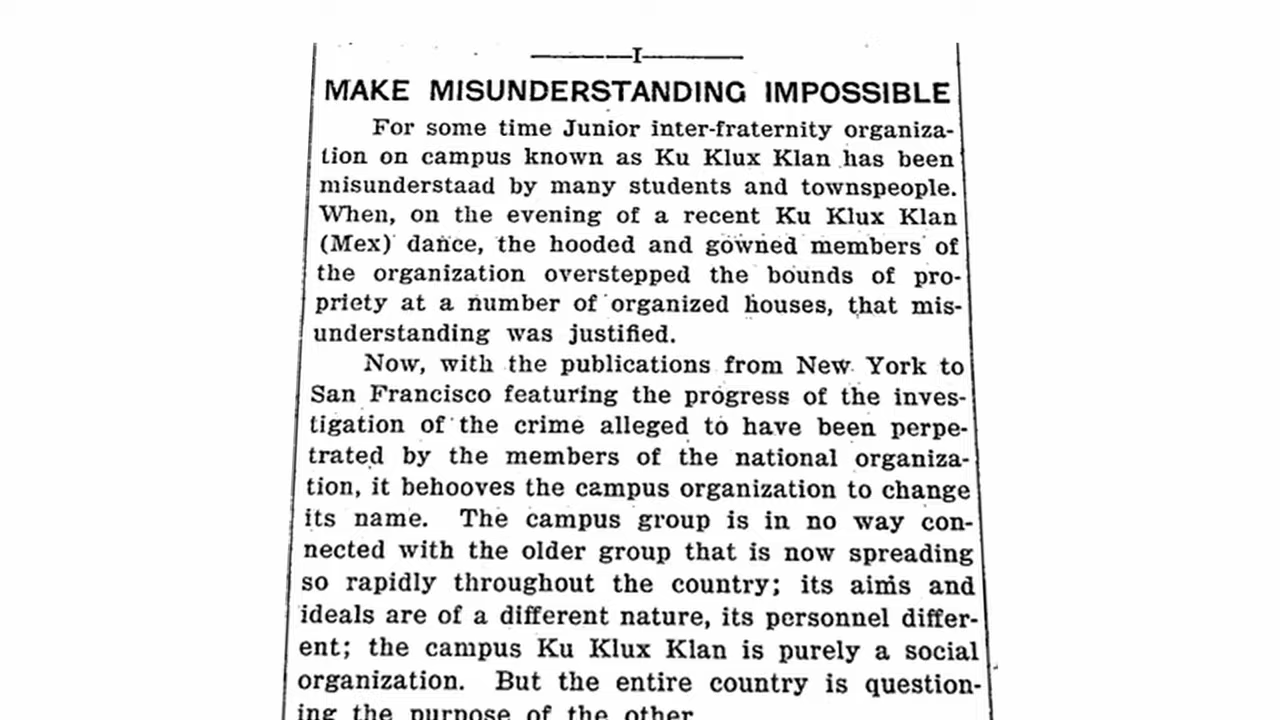 I
MAKE MISUNDERSTANDING IMPOSSIBLE
For some time Junior inter-fraternity organiza-
tion on campus known as Ku Klux Klan has been
misunderstaad by many students and townspeople.
When, on the evening of a recent Ku Klux Klan
(Mex) dance, the hooded and gowned members of
the organization overstepped the bounds of pro-
priety at a number of organized houses, that mis-
understanding was justified.
Now, with the publications from New York to
San Francisco featuring the progress of the inves-
tigation of the crime alleged to have been perpe-
trated by the members of the national organiza-
tion, it behooves the campus organization to change
its name. The campus group is in no way con-
nected with the older group that is now spreading
so rapidly throughout the country; its aims and
ideals are of a different nature, its personnel differ-
ent; the campus Ku Klux Klan is purely a social
organization. But the entire country is question-
ing the purpose of the other